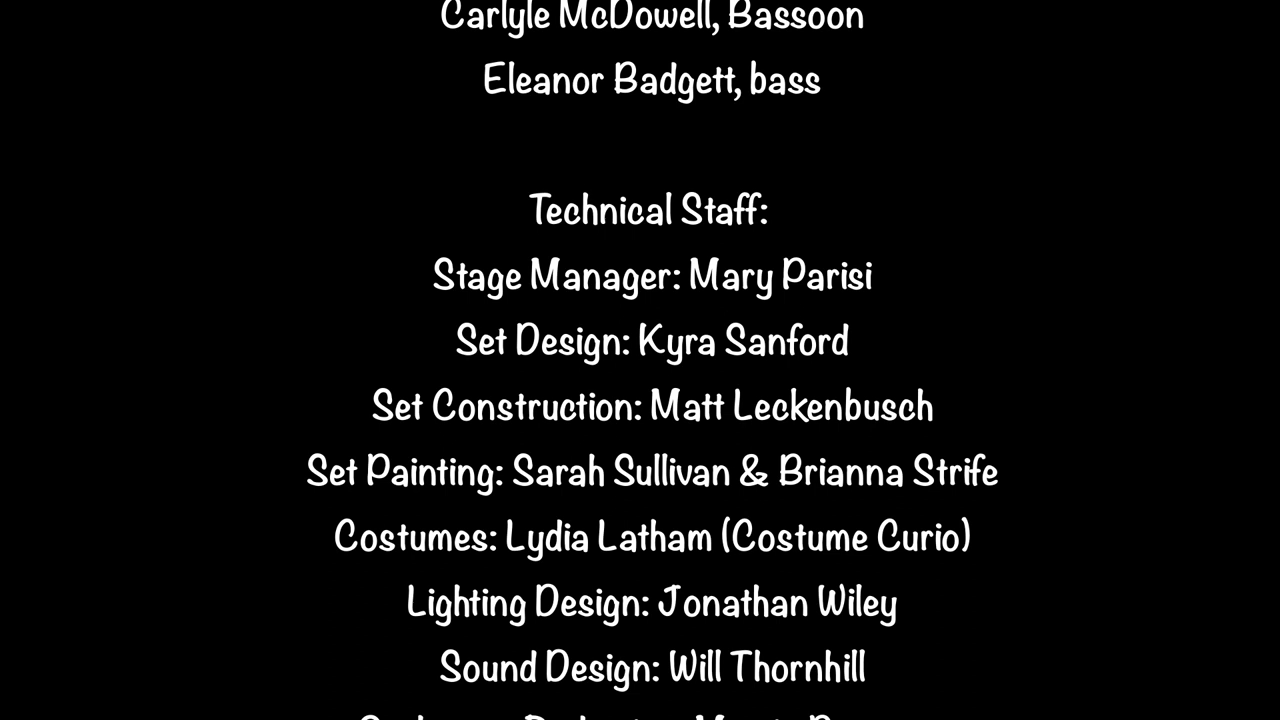 Carlyle McDowell, Bassoon
Eleanor Badgett, bass
Technical Staff:
Stage Manager: Mary Parisi
Set Design: Kyra Sanford
Set Construction: Matt Leckenbusch
Set Painting: Sarah Sullivan & Brianna Strife
Costumes: Lydia Latham (Costume Curio)
Lighting Design: Jonathan Wiley
Sound Design: Will Thornhill